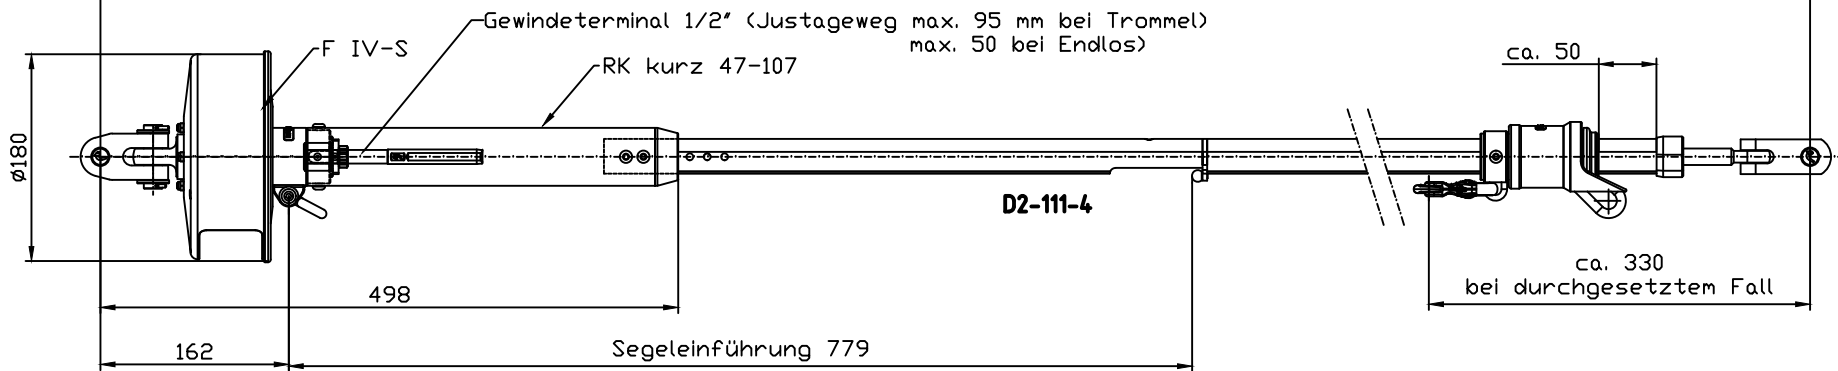 Gewindeterminal 1/2" (Justageweg max. 95 mm bei Trommel)
max. 50 bei Endlos)
F IV-S
RK kurz 47-107
ca. 50
ø180
D2-111-4
ca. 330
bei durchgesetztem Fall
498
162
Segeleinführung 779